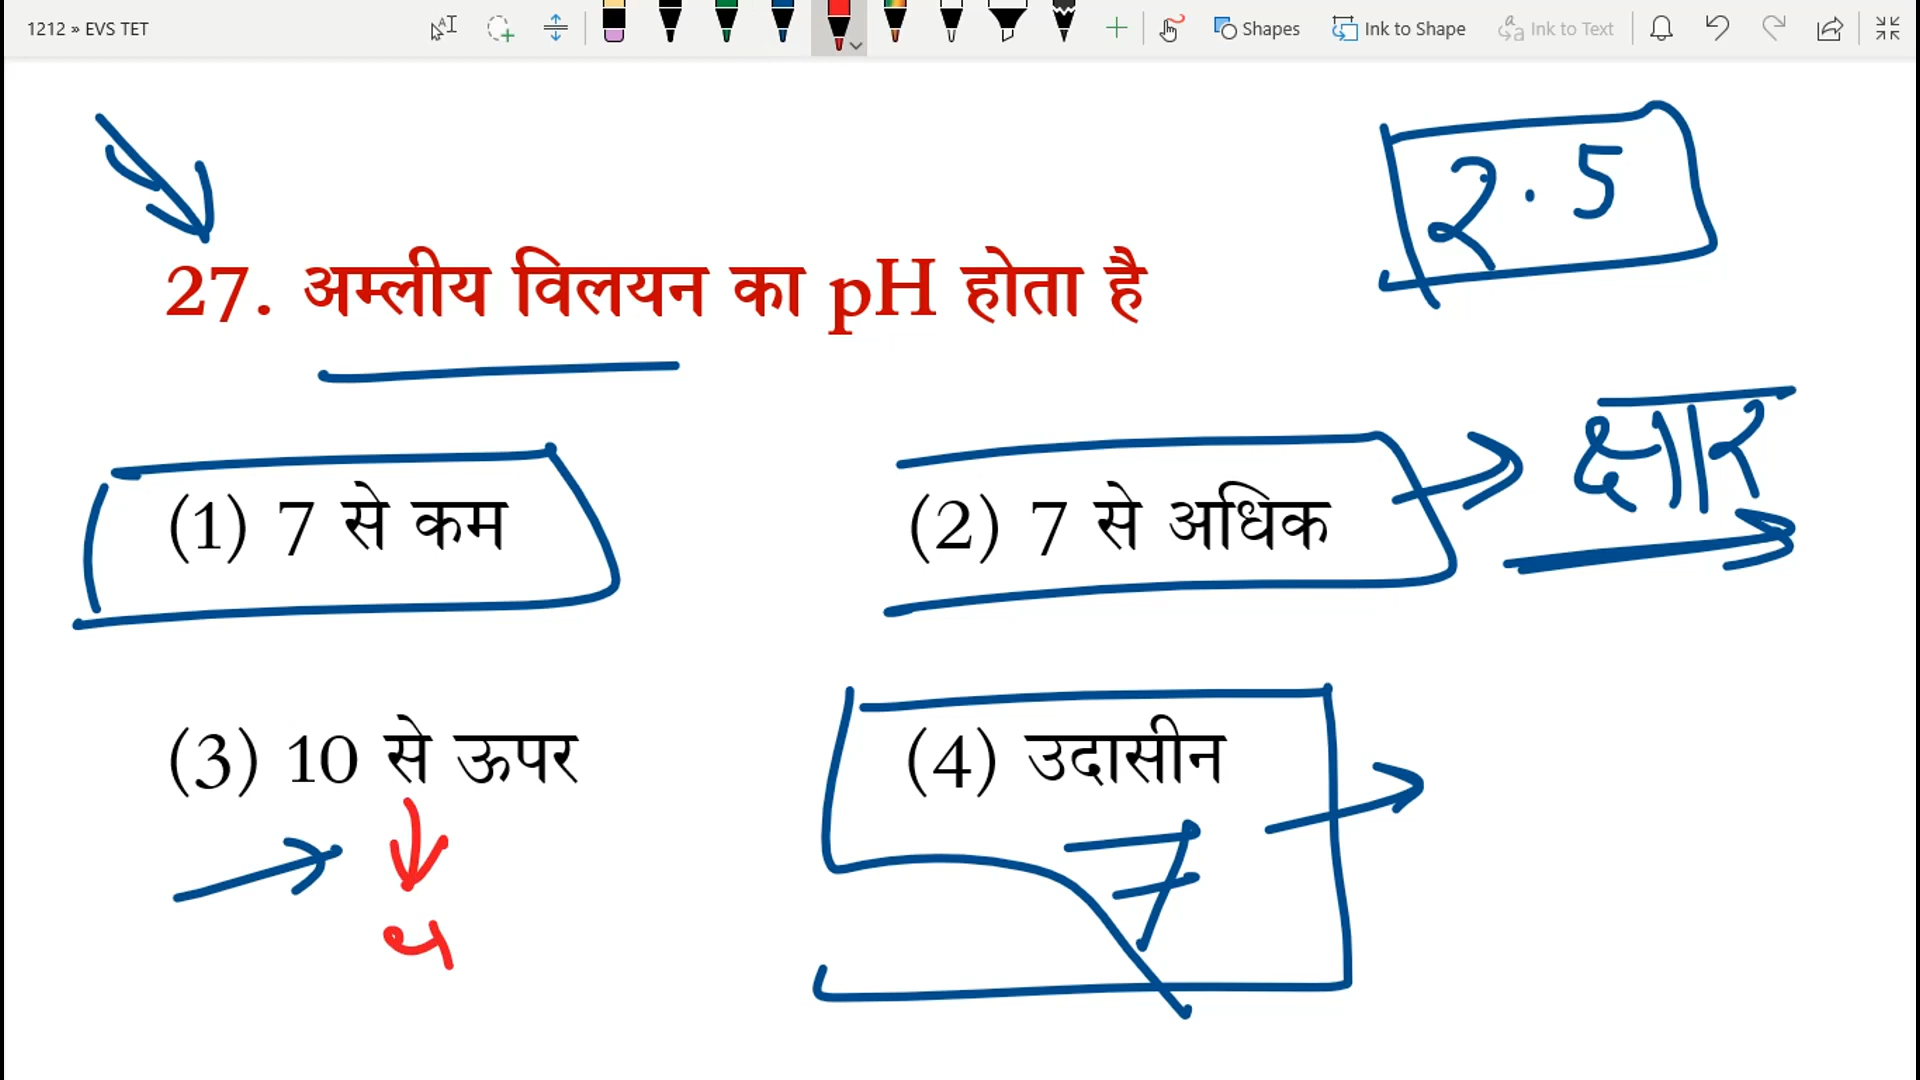 1212 » EVS TET
Shapes
Ink to Shape
Ink to Text
2.5
27. अम्लीय विलयन का pH होता है
(1) 7 से कम
(2) 7 से अधिक
क्षार
(3) 10 से ऊपर
(4) उदासीन
7